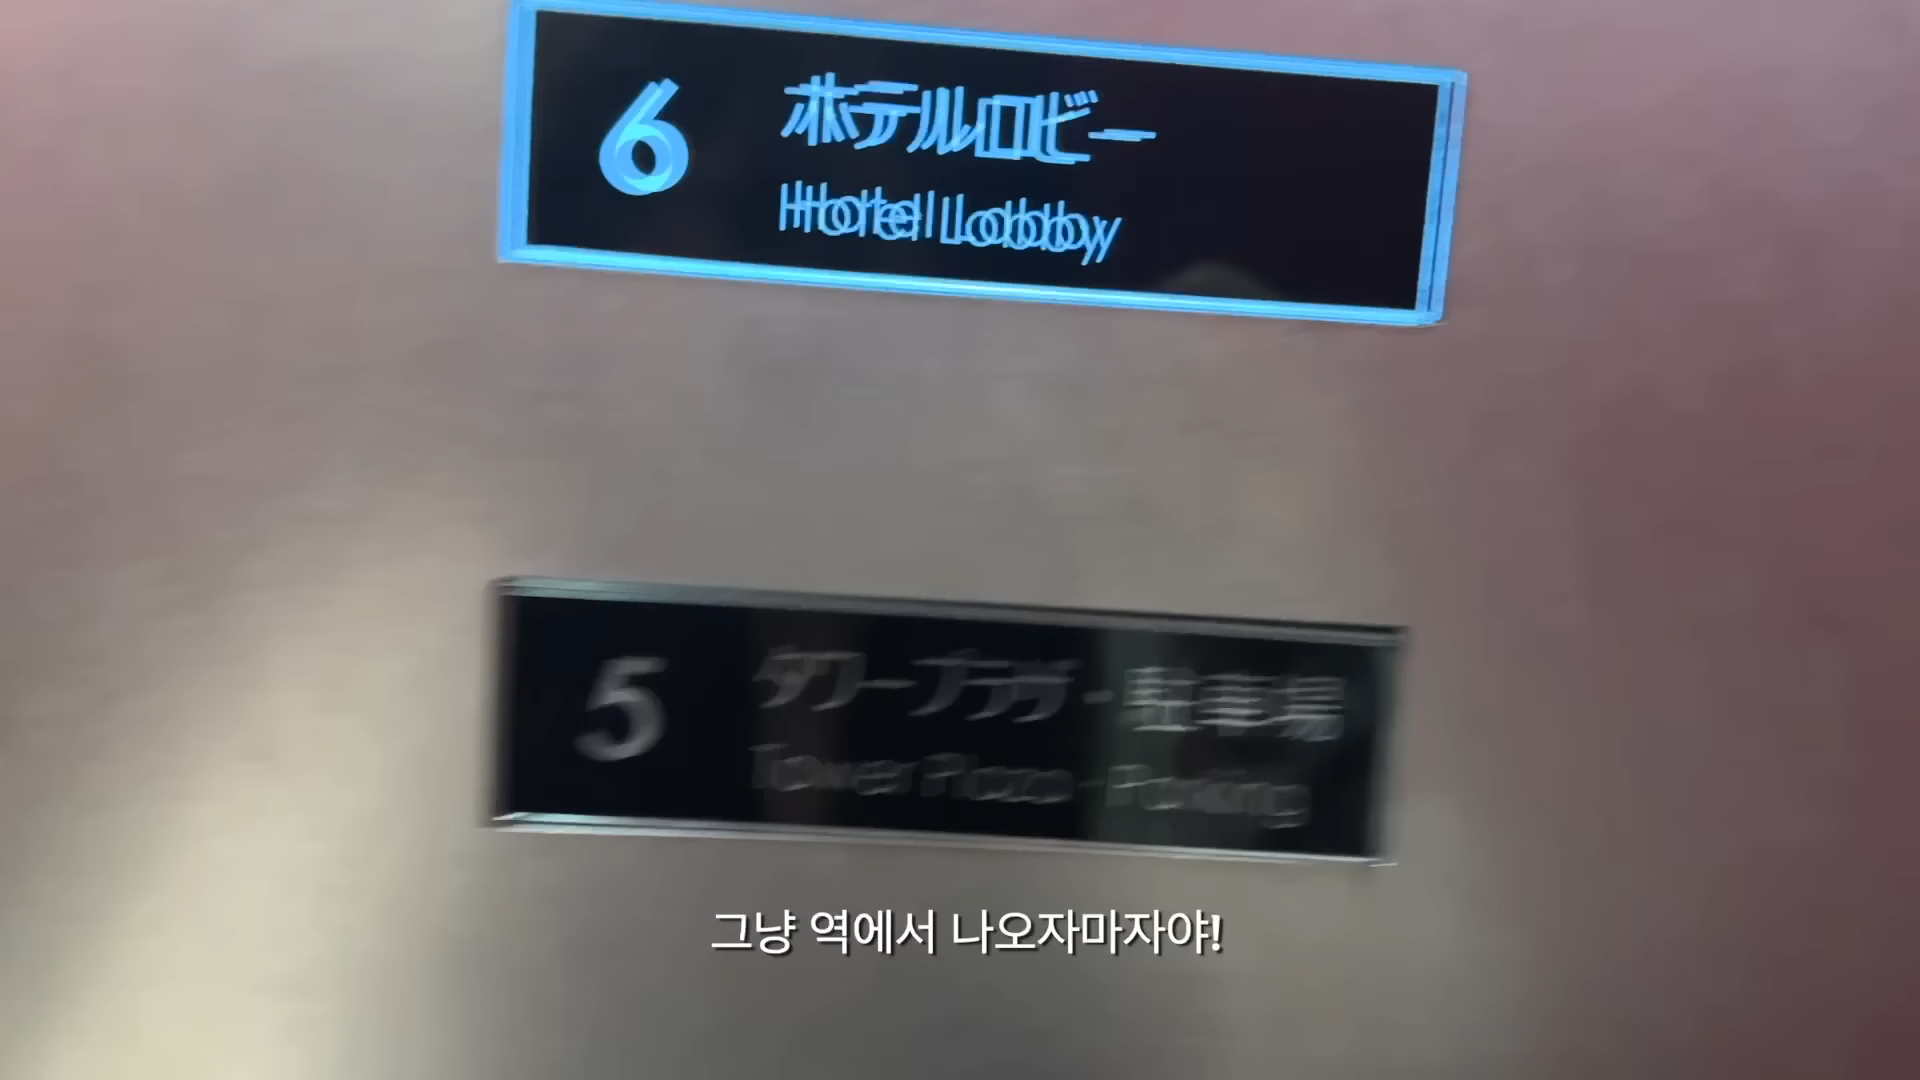 6
ホテルロビー
Hotel Lobby
5
タワープラザ・駐車場
Tower Plaza・Parking
그냥 역에서 나오자마자야!